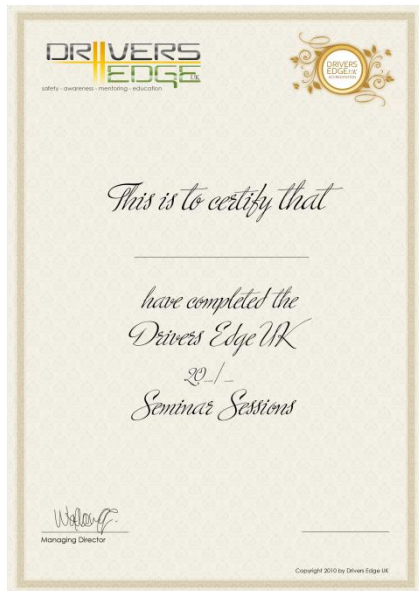 DRIVERS
EDGE UK
safety - awareness - mentoring - education
DRIVERS
EDGE UK
This is to certify that
have completed the
Drivers Edge UK
20_/_
Seminar Sessions
Managing Director
Copyright 2010 by Drivers Edge UK